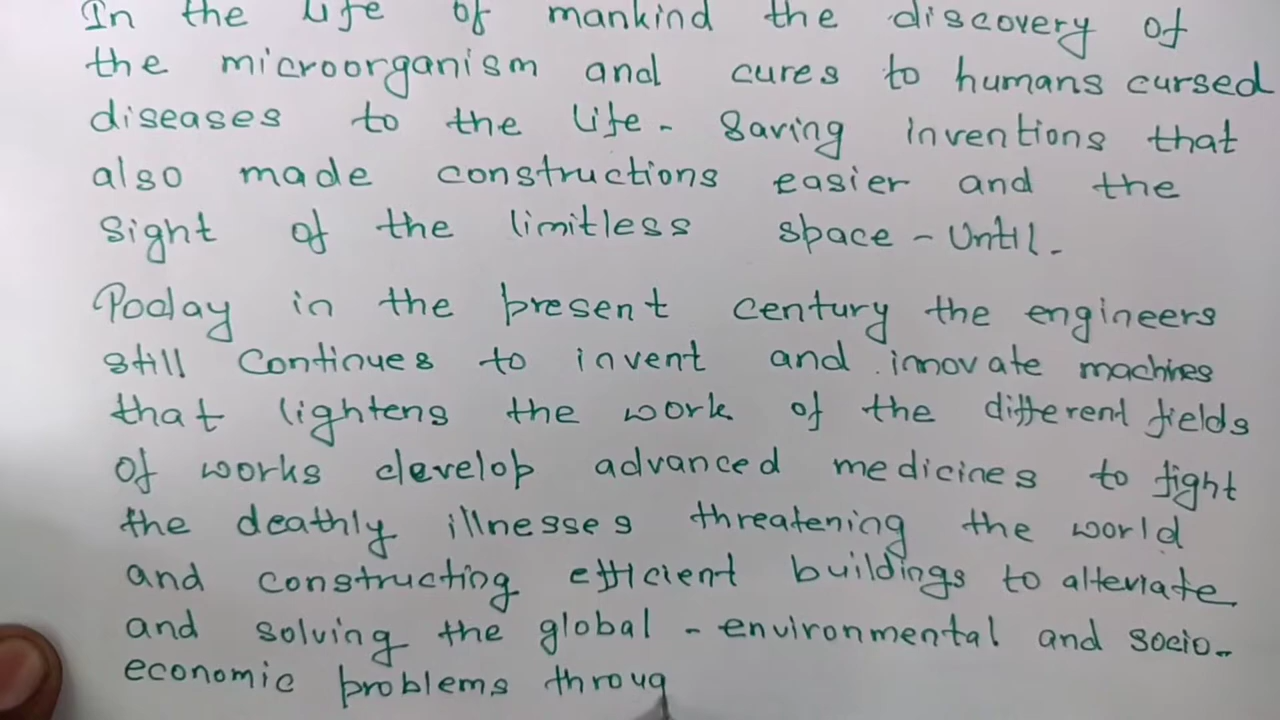 In the life of mankind the discovery of
the microorganism and cures to humans cursed
diseases to the life - saving inventions that
also made constructions easier and the
sight of the limitless space - Until -
Poday in the present century the engineers
still continues to invent and innovate machines
that lightens the work of the different fields
of works develop advanced medicines to fight
the deathly illnesses threatening the world
and constructing efficient buildings to alleviate
and solving the global - environmental and socio-
economic problems throug